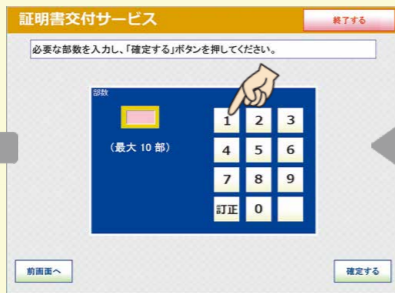 証明書交付サービス
終了する
必要な部数を入力し、「確定する」ボタンを押してください。
部数
(最大 10 部)
1 2 3
4 5 6
7 8 9
訂正 0
前画面へ
確定する